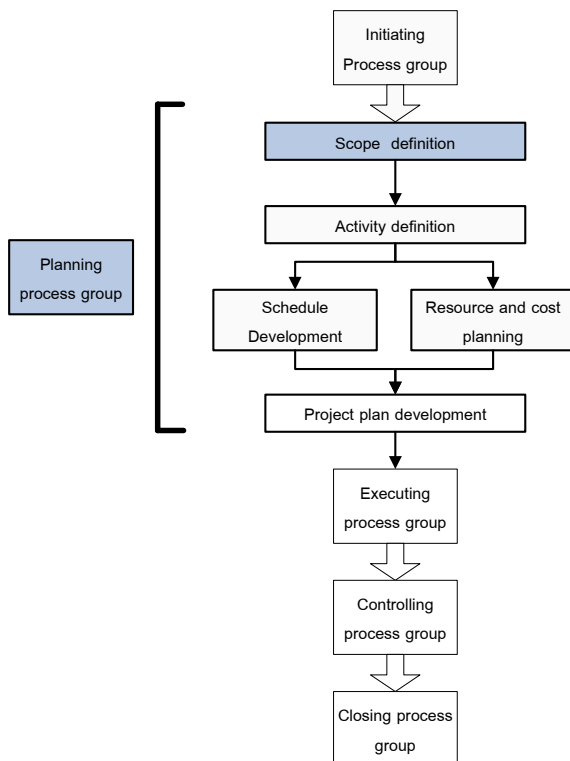 Initiating
Process group
Scope definition
Activity definition
Planning
process group
Schedule
Development
Resource and cost
planning
Project plan development
Executing
process group
Controlling
process group
Closing process
group